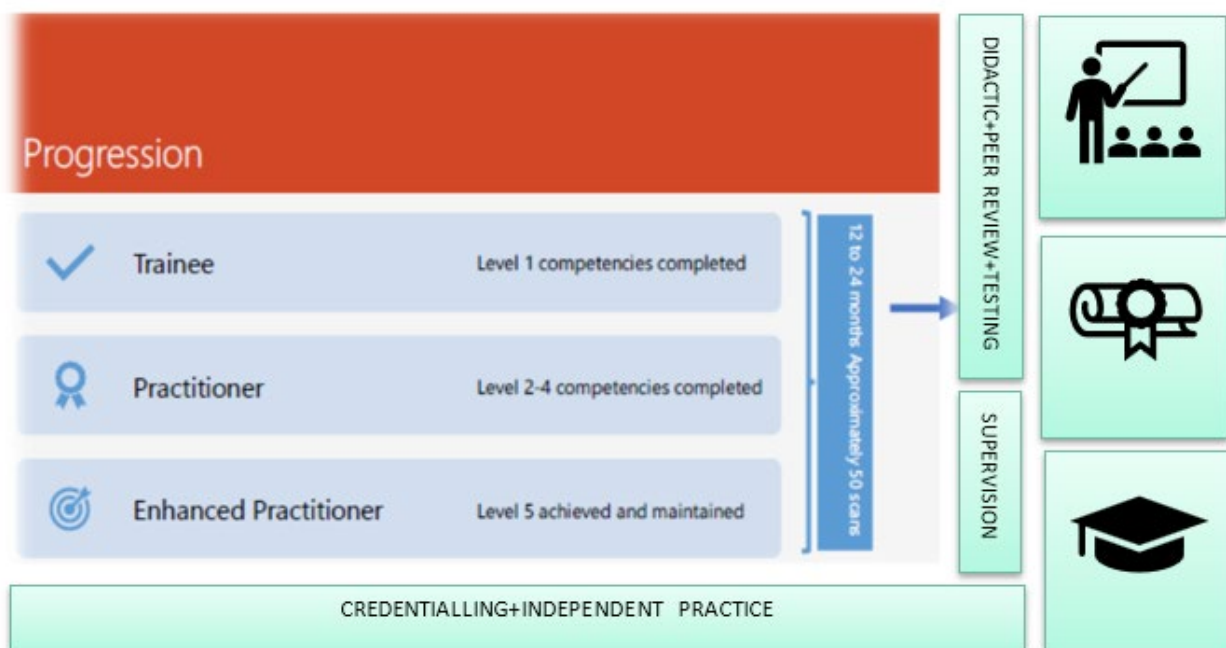 Progression
Trainee
Level 1 competencies completed
Practitioner
Level 2-4 competencies completed
Enhanced Practitioner
Level 5 achieved and maintained
12 to 24 months Approximately 50 scans
DIDACTIC+PEER REVIEW+TESTING
SUPERVISION
CREDENTIALLING+INDEPENDENT PRACTICE